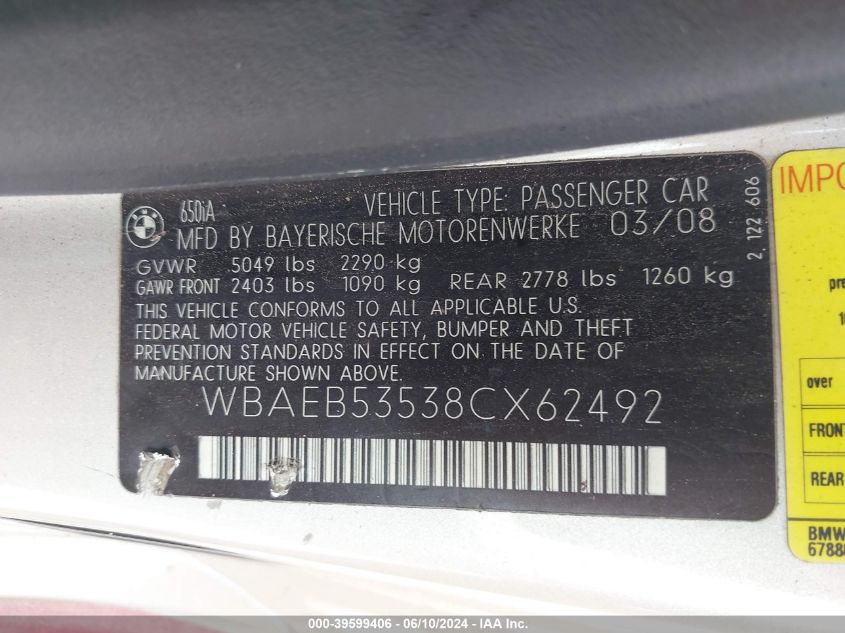 BMW
650iA VEHICLE TYPE: PASSENGER CAR
MFD BY BAYERISCHE MOTORENWERKE 03/08
GVWR 5049 lbs 2290 kg
GAWR FRONT 2403 lbs 1090 kg REAR 2778 lbs 1260 kg
THIS VEHICLE CONFORMS TO ALL APPLICABLE U.S.
FEDERAL MOTOR VEHICLE SAFETY, BUMPER AND THEFT
PREVENTION STANDARDS IN EFFECT ON THE DATE OF
MANUFACTURE SHOWN ABOVE.
WBAEB53538CX62492
2 122 606
IMPO
pre
over
FRONT
REAR
BMW
000-39599406 - 06/10/2024 - IAA, Inc.